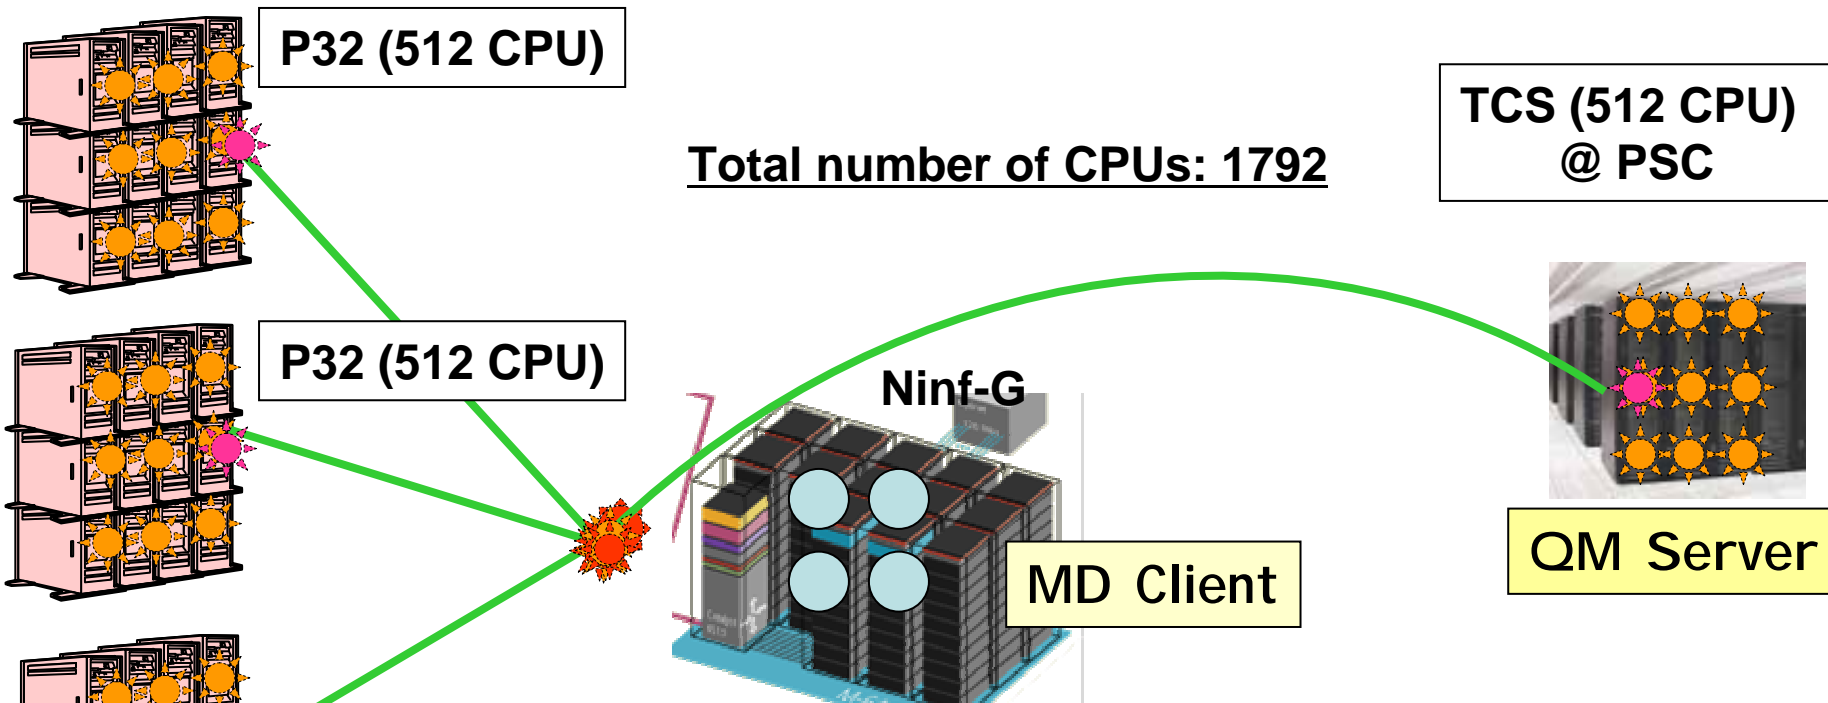 P32 (512 CPU)
TCS (512 CPU)
@ PSC
Total number of CPUs: 1792
P32 (512 CPU)
Ninf-G
QM Server
MD Client